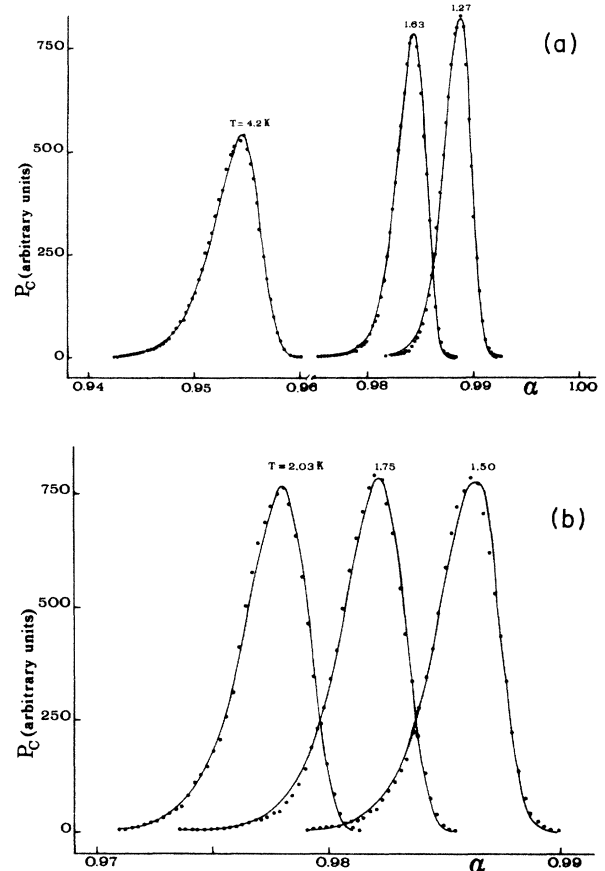 1.63
1.27
(a)
750
T = 4.2 K
500
250
0
Pc (arbitrary units)
0.94
0.95
0.96
0.98
0.99
1.00
α
T = 2.03 K
1.75
1.50
(b)
750
500
250
0
Pc (arbitrary units)
0.97
0.98
α
0.99